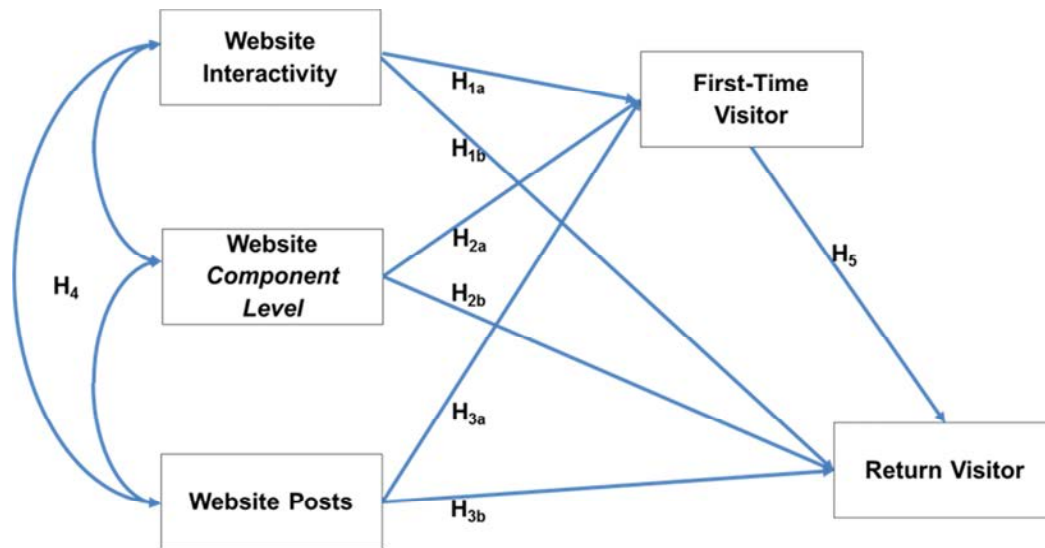 Website
Interactivity
H1a
First-Time
Visitor
H1b
Website
Component
Level
H2a
H2b
H4
H5
H3a
Website Posts
H3b
Return Visitor